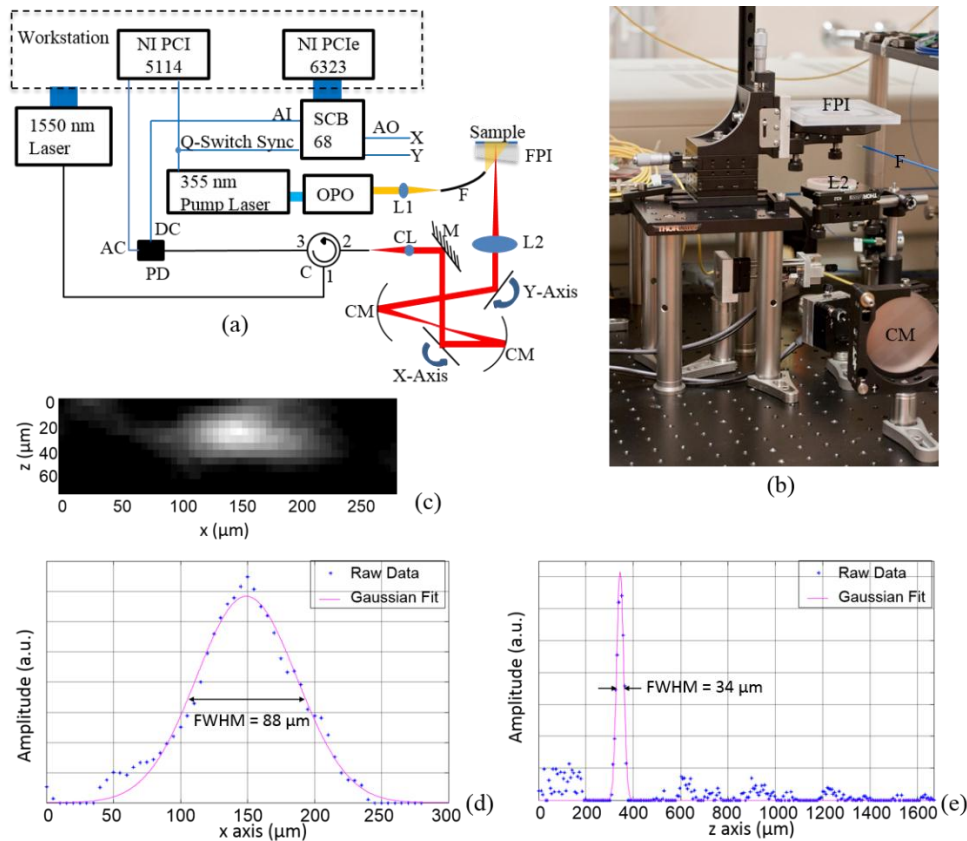 Workstation
NI PCI
5114
NI PCIe
6323
1550 nm
Laser
AI
Q-Switch Sync
SCB
68
AO
X
Y
Sample
FPI
355 nm
Pump Laser
OPO
L1
F
AC
DC
PD
3
2
C
1
CL
M
L2
Y-Axis
CM
CM
X-Axis
(a)
FPI
F
L2
THOR
CM
(b)
0
20
40
60
z (µm)
0
50
100
150
200
250
x (µm)
(c)
Raw Data
Gaussian Fit
FWHM = 88 µm
Amplitude (a.u.)
0
50
100
150
200
250
300
x axis (µm)
(d)
Raw Data
Gaussian Fit
FWHM = 34 µm
Amplitude (a.u.)
0
200
400
600
800
1000
1200
1400
1600
z axis (µm)
(e)